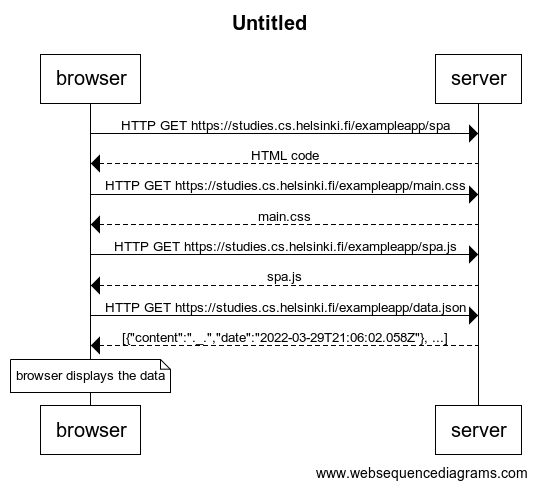 Untitled
browser
server
HTTP GET https://studies.cs.helsinki.fi/exampleapp/spa
HTML code
HTTP GET https://studies.cs.helsinki.fi/exampleapp/main.css
main.css
HTTP GET https://studies.cs.helsinki.fi/exampleapp/spa.js
spa.js
HTTP GET https://studies.cs.helsinki.fi/exampleapp/data.json
[{"content":"._.","date":"2022-03-29T21:06:02.058Z"}, ...]
browser displays the data
browser
server
www.websequencediagrams.com